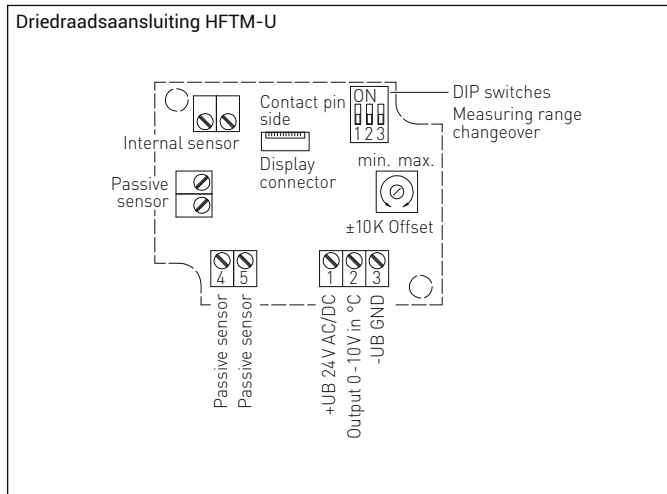 Driedraadsaansluiting HFTM-U
ON
1 2 3
DIP switches
Measuring range
changeover
Contact pin
side
Internal sensor
Display
connector
min. max.
Passive
sensor
±10K Offset
4 5
1 2 3
Passive sensor
Passive sensor
+UB 24V AC/DC
Output 0-10V in °C
-UB GND